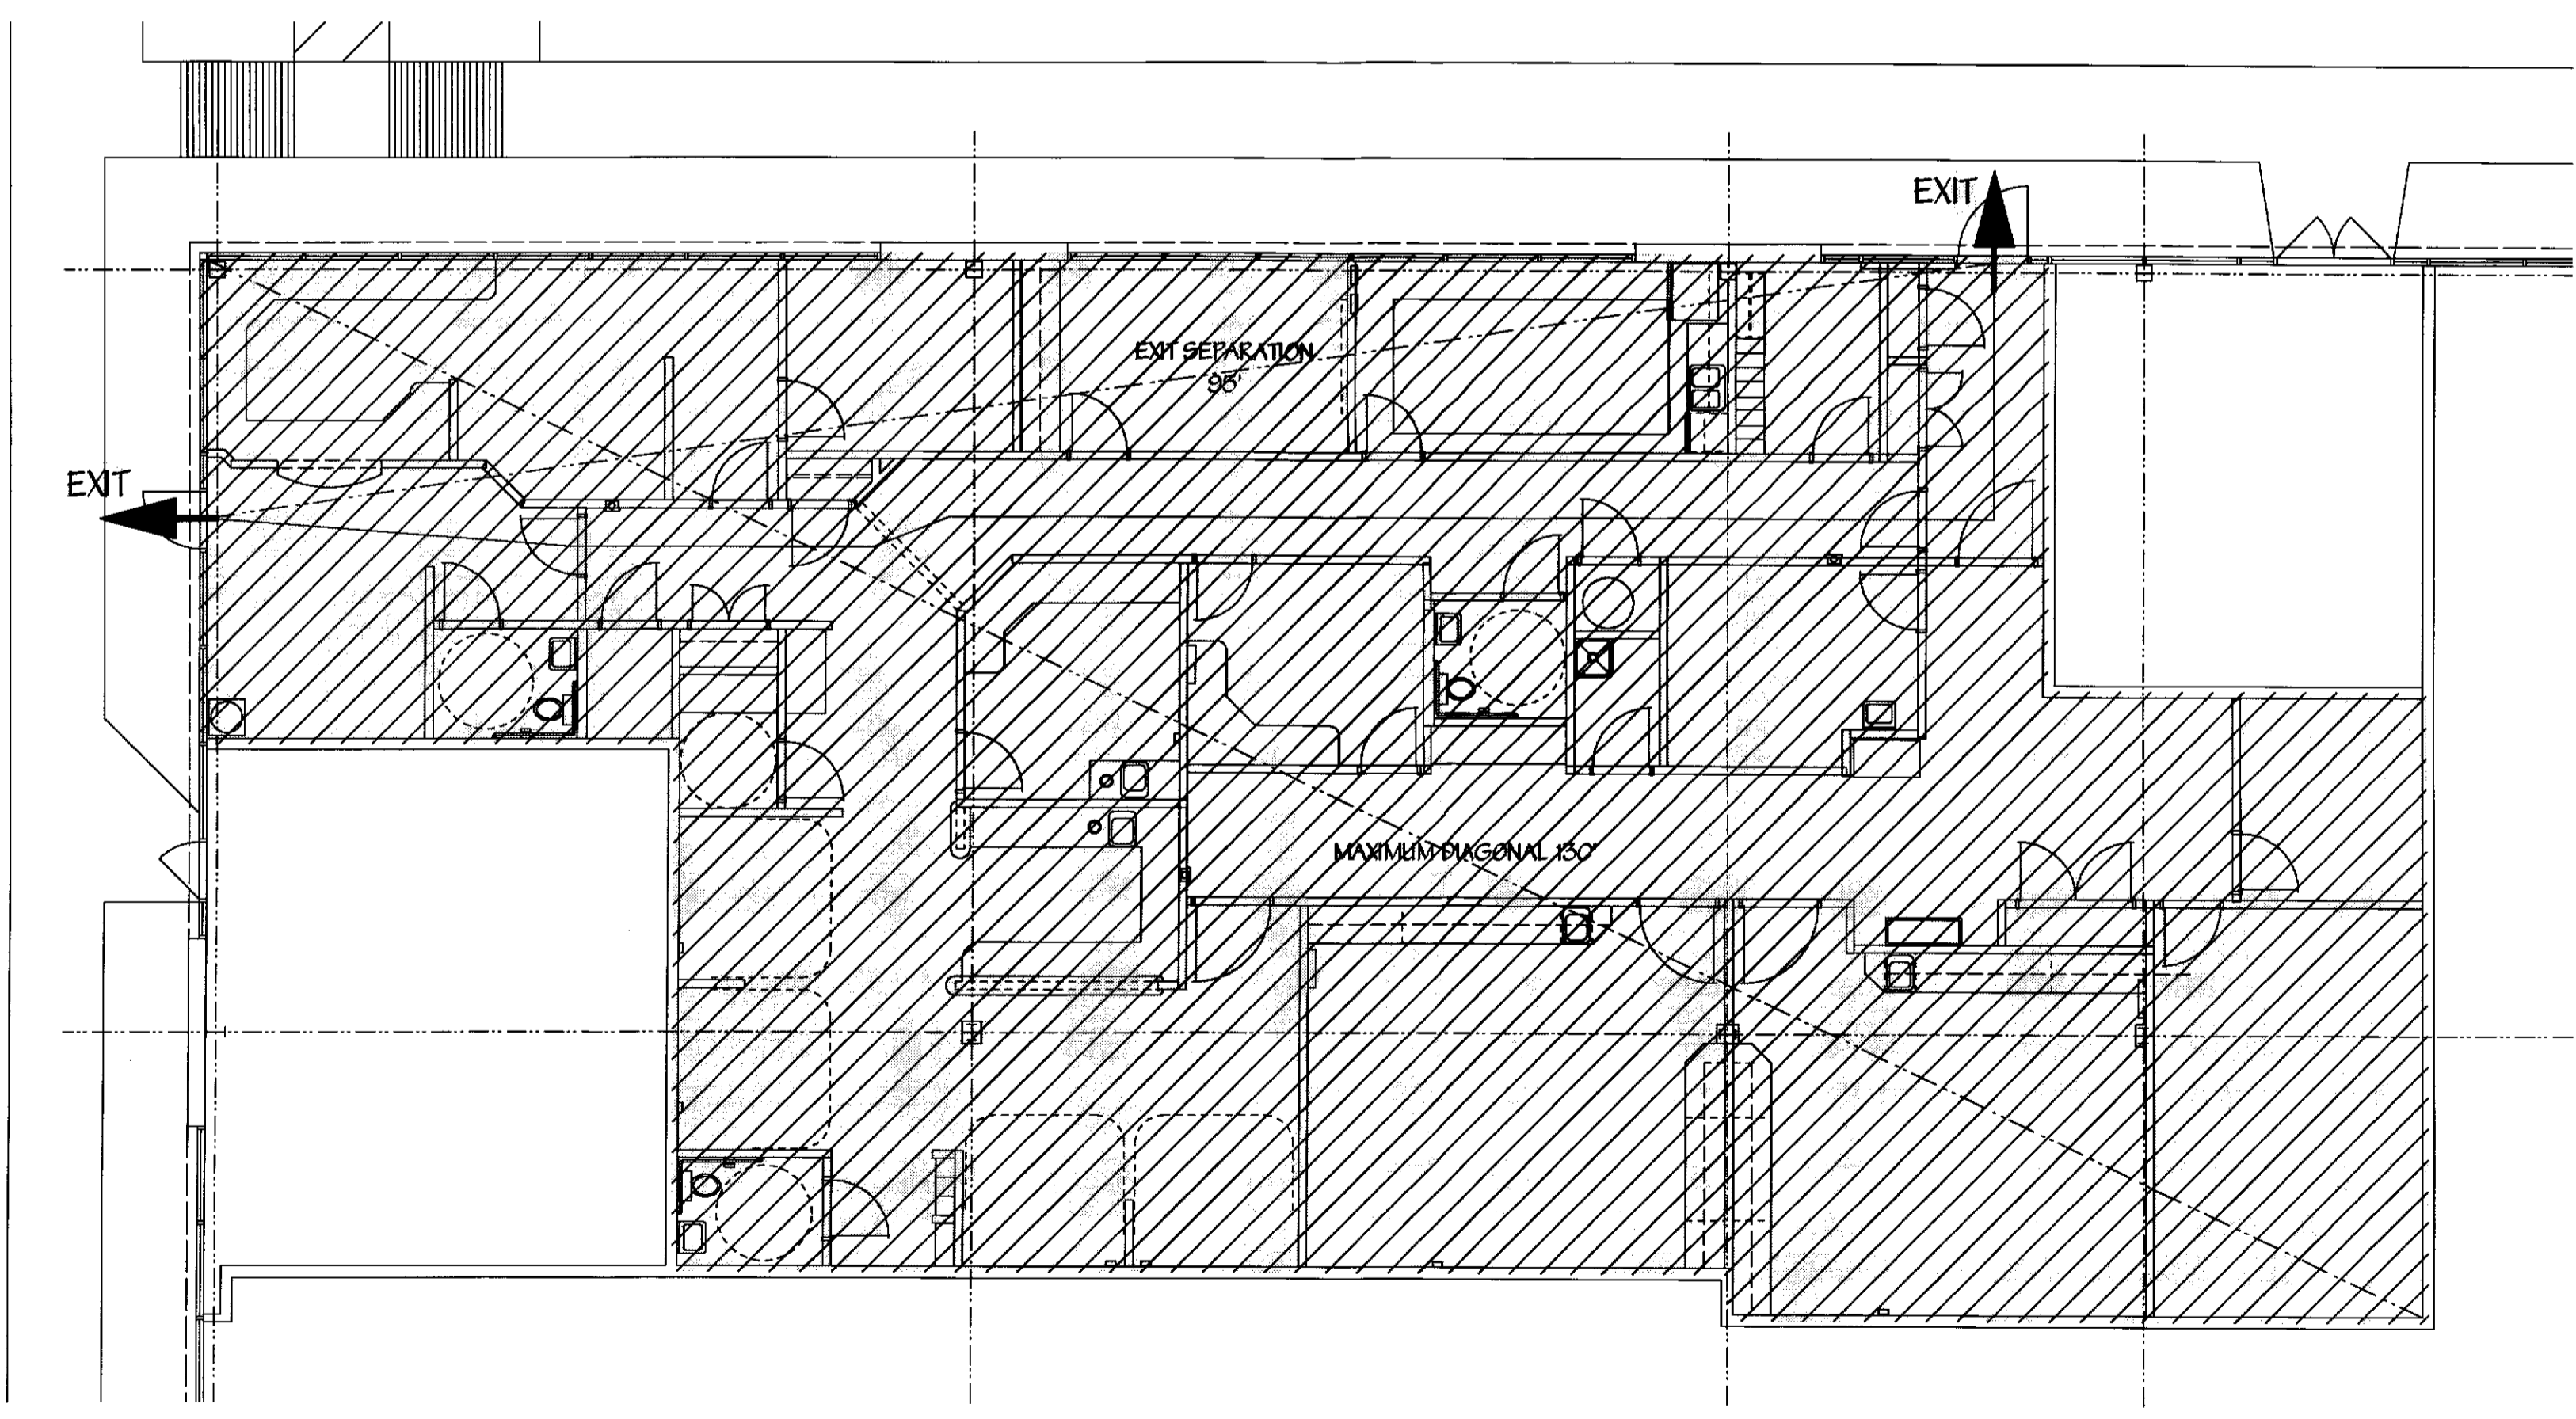 EXIT
EXIT SEPARATION
95'
EXIT
MAXIMUM DIAGONAL 130'